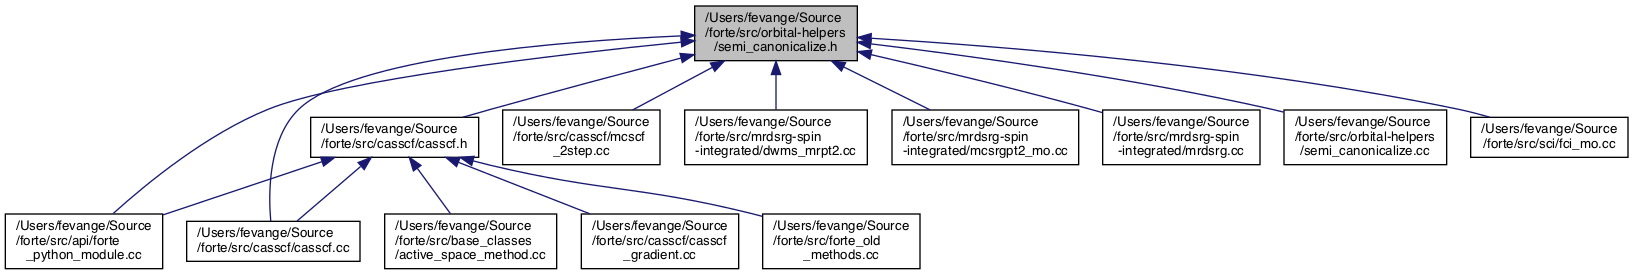 /Users/fevange/Source
/forte/src/orbital-helpers
/semi_canonicalize.h
/Users/fevange/Source
/forte/src/casscf/casscf.h
/Users/fevange/Source
/forte/src/casscf/mcscf
_2step.cc
/Users/fevange/Source
/forte/src/mrdsrg-spin
-integrated/dwms_mrpt2.cc
/Users/fevange/Source
/forte/src/mrdsrg-spin
-integrated/mcsrgpt2_mo.cc
/Users/fevange/Source
/forte/src/mrdsrg-spin
-integrated/mrdsrg.cc
/Users/fevange/Source
/forte/src/orbital-helpers
/semi_canonicalize.cc
/Users/fevange/Source
/forte/src/sci/fci_mo.cc
/Users/fevange/Source
/forte/src/api/forte
_python_module.cc
/Users/fevange/Source
/forte/src/casscf/casscf.cc
/Users/fevange/Source
/forte/src/base_classes
/active_space_method.cc
/Users/fevange/Source
/forte/src/casscf/casscf
_gradient.cc
/Users/fevange/Source
/forte/src/forte_old
_methods.cc